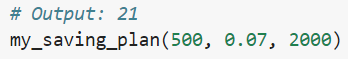 # Output: 21
my_saving_plan(500, 0.07, 2000)